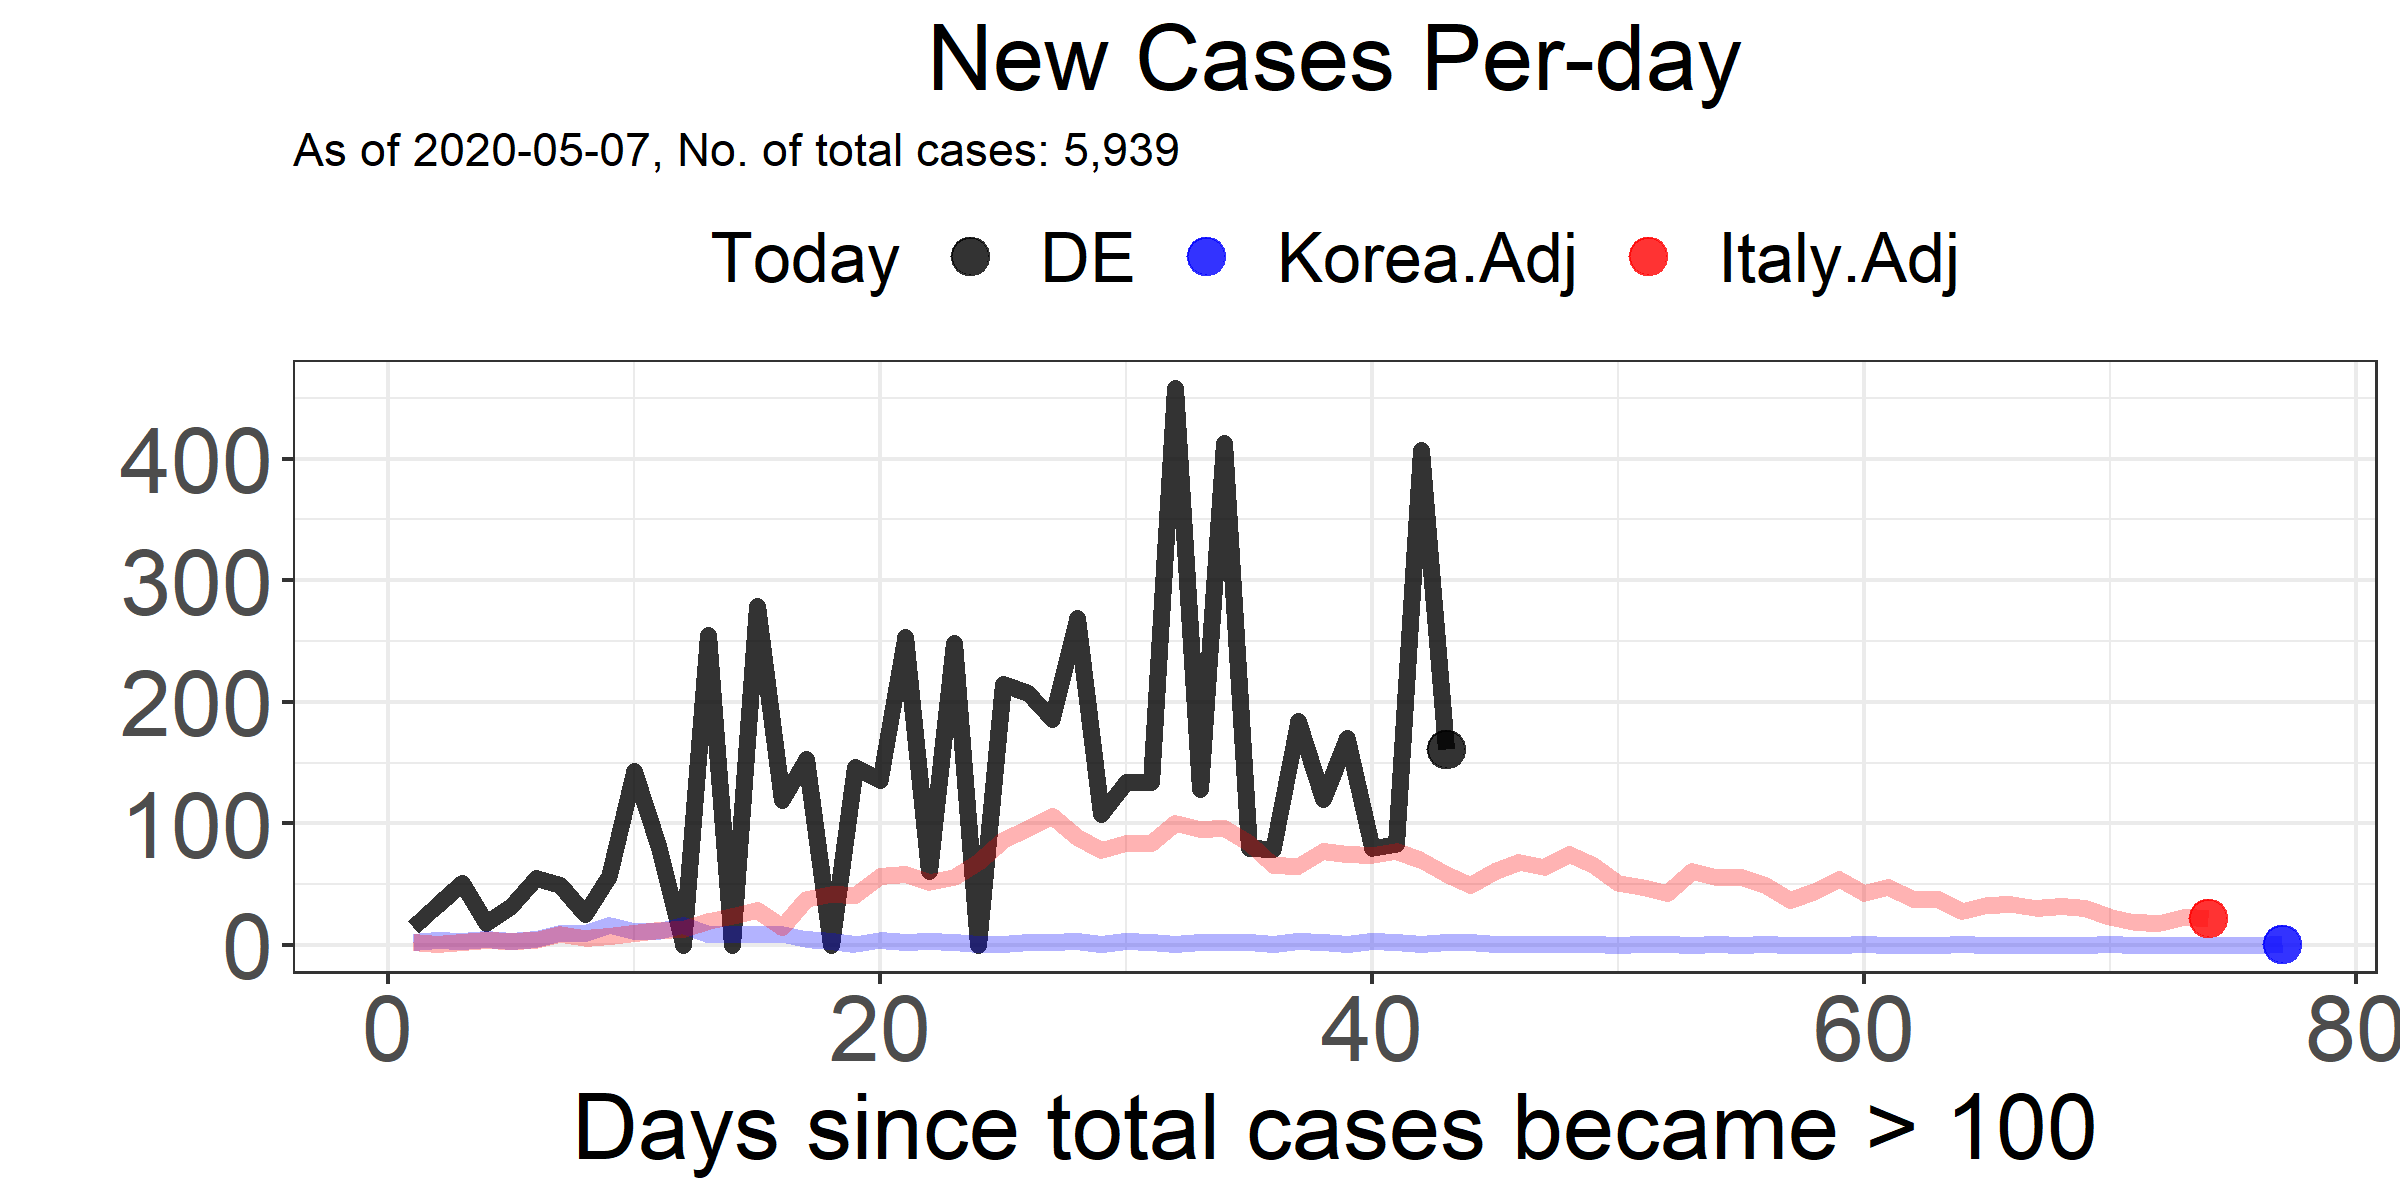 New Cases Per-day
As of 2020-05-07, No. of total cases: 5,939
Today DE Korea.Adj Italy.Adj
400
300
200
100
0
0 20 40 60 80
Days since total cases became > 100